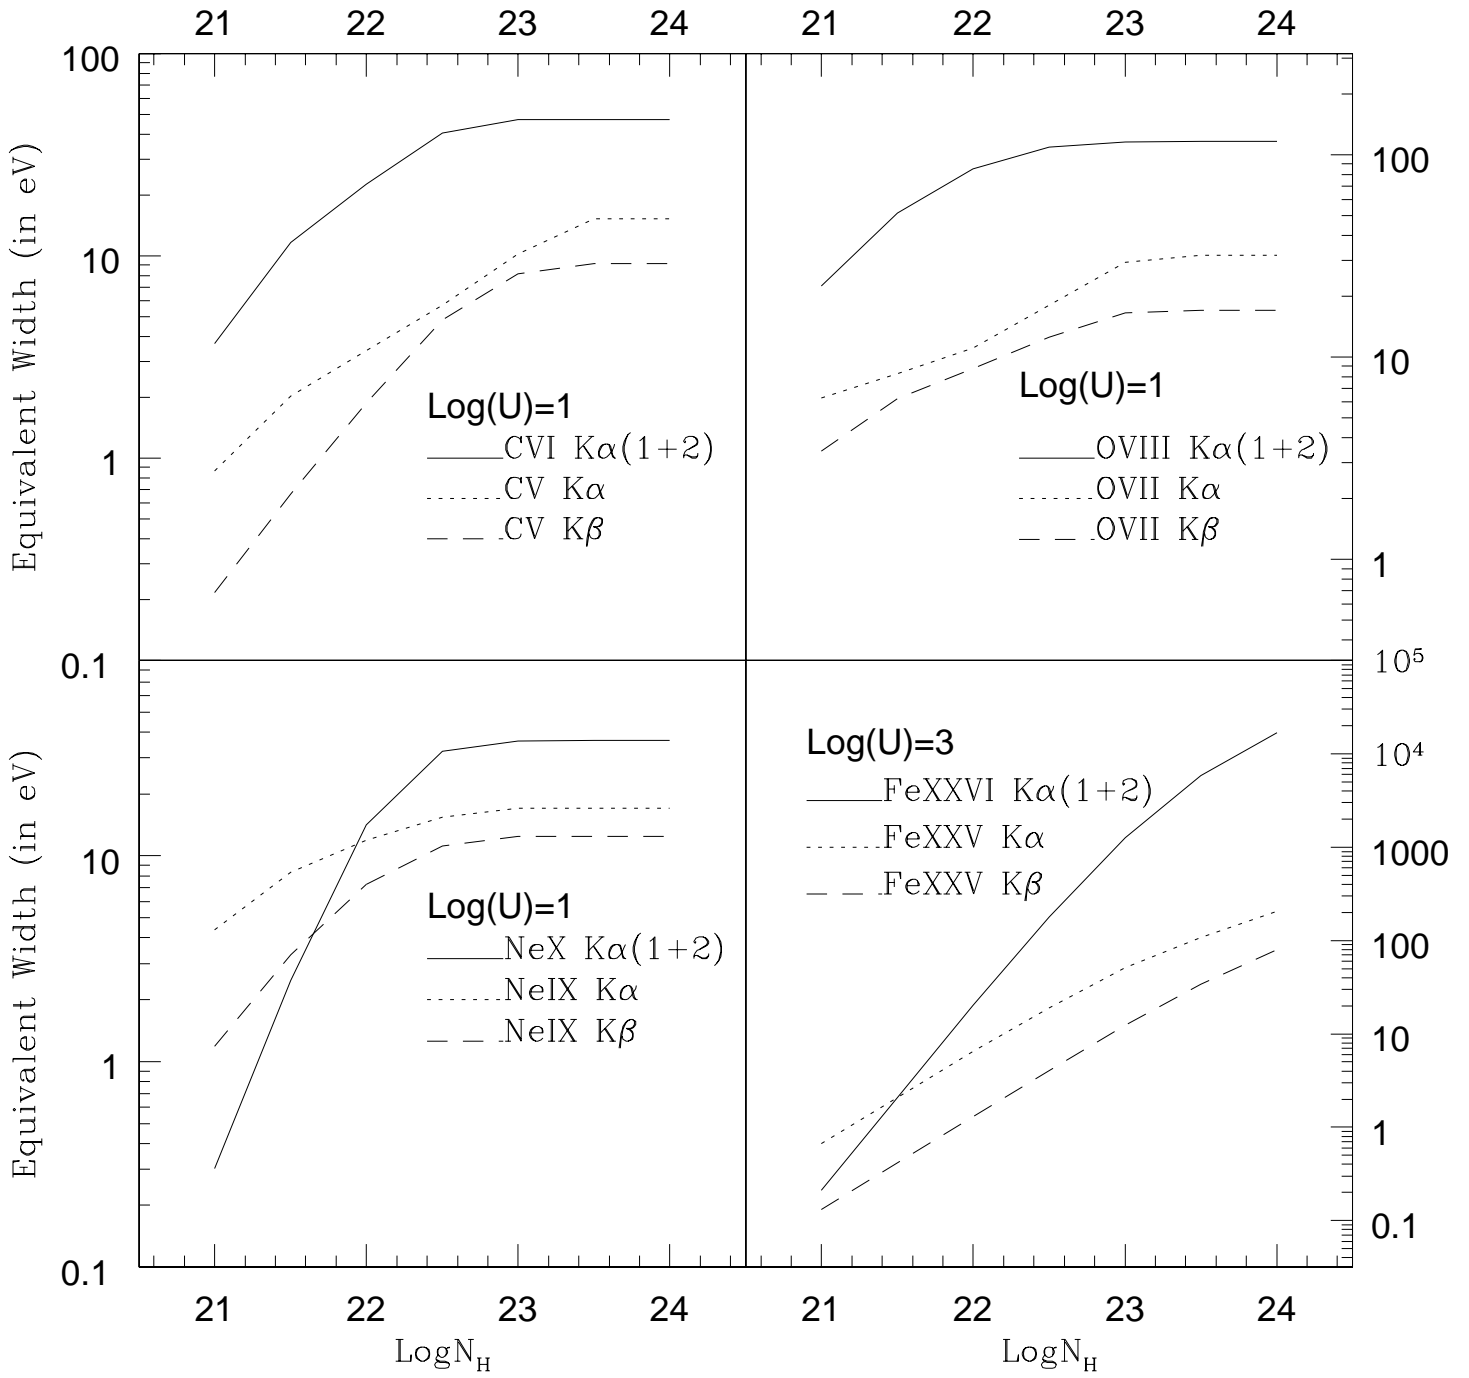 21 22 23 24 21 22 23 24
100
10
1
0.1
Equivalent Width (in eV)
Log(U)=1
CVI Kα(1+2)
CV Kα
CV Kβ
Log(U)=1
OVIII Kα(1+2)
OVII Kα
OVII Kβ
100
10
1
10
1
0.1
Equivalent Width (in eV)
Log(U)=1
NeX Kα(1+2)
NeIX Kα
NeIX Kβ
Log(U)=3
FeXXVI Kα(1+2)
FeXXV Kα
FeXXV Kβ
10⁵
10⁴
1000
100
10
1
0.1
21 22 23 24 21 22 23 24
LogN_H LogN_H